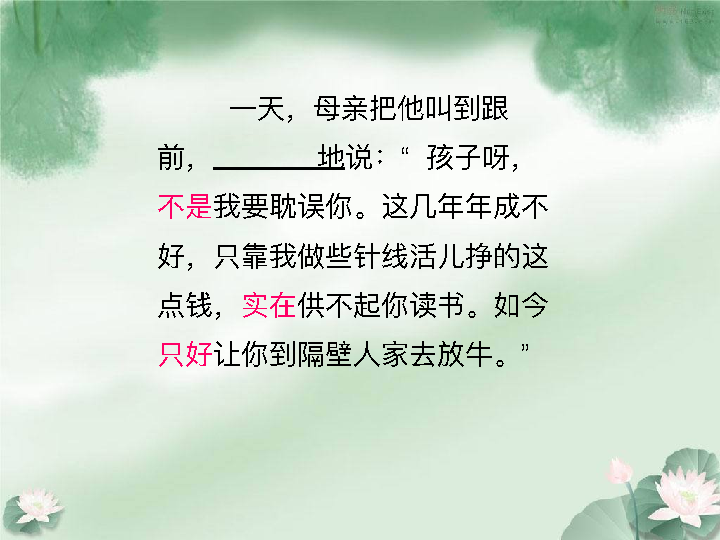 一天，母亲把他叫到跟
前，________地说：“ 孩子呀，
不是我要耽误你。这几年年成不
好，只靠我做些针线活儿挣的这
点钱，实在供不起你读书。如今
只好让你到隔壁人家去放牛。”